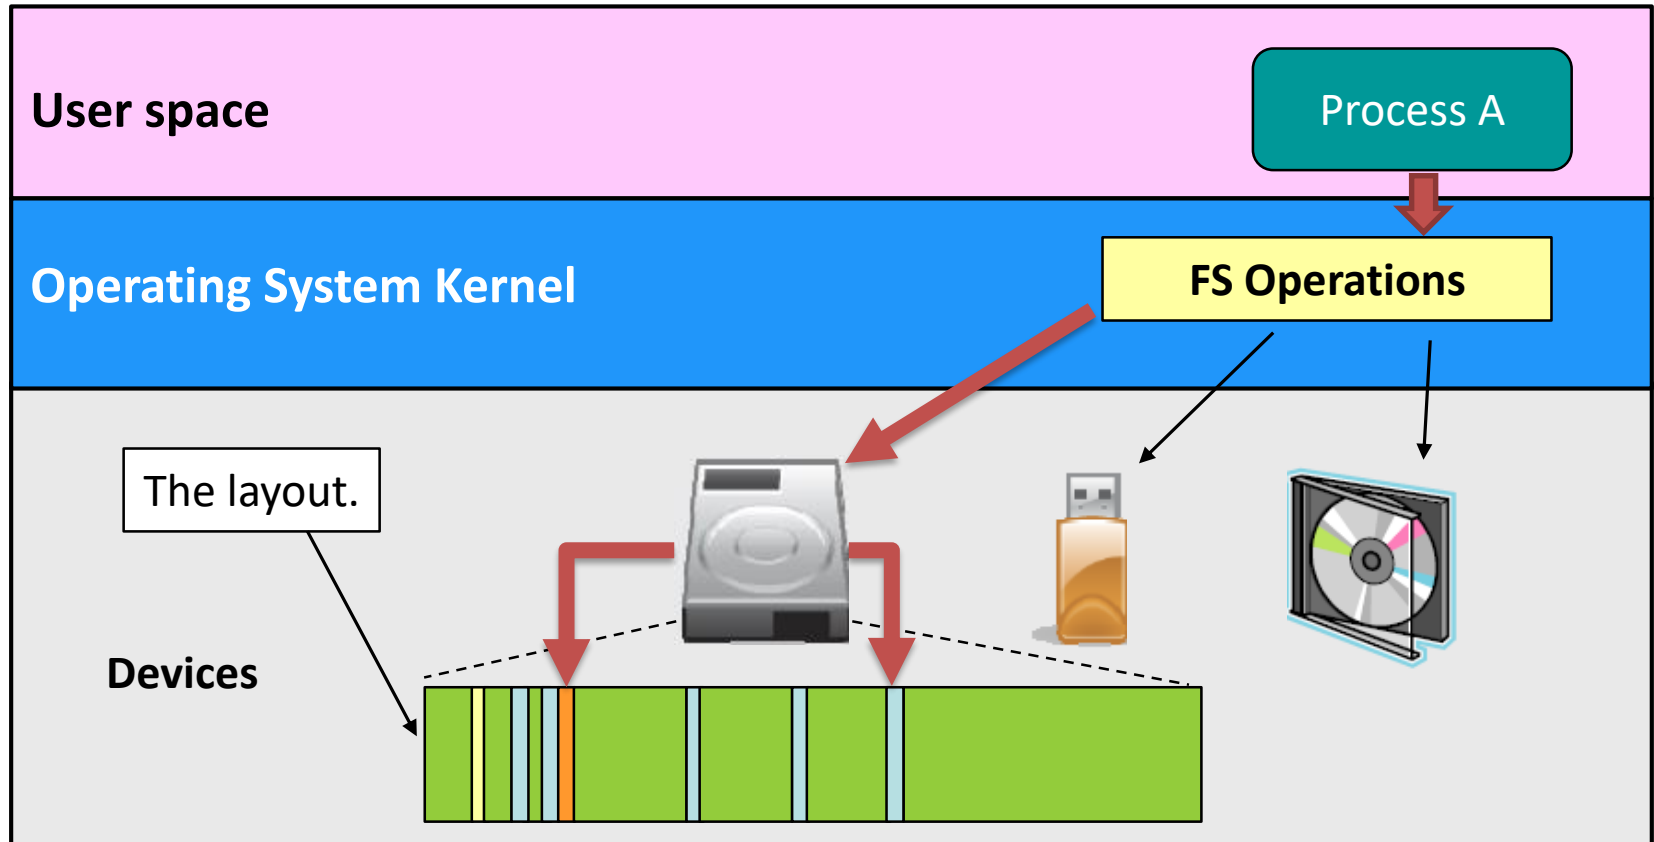 User space
Process A
Operating System Kernel
FS Operations
The layout.
Devices